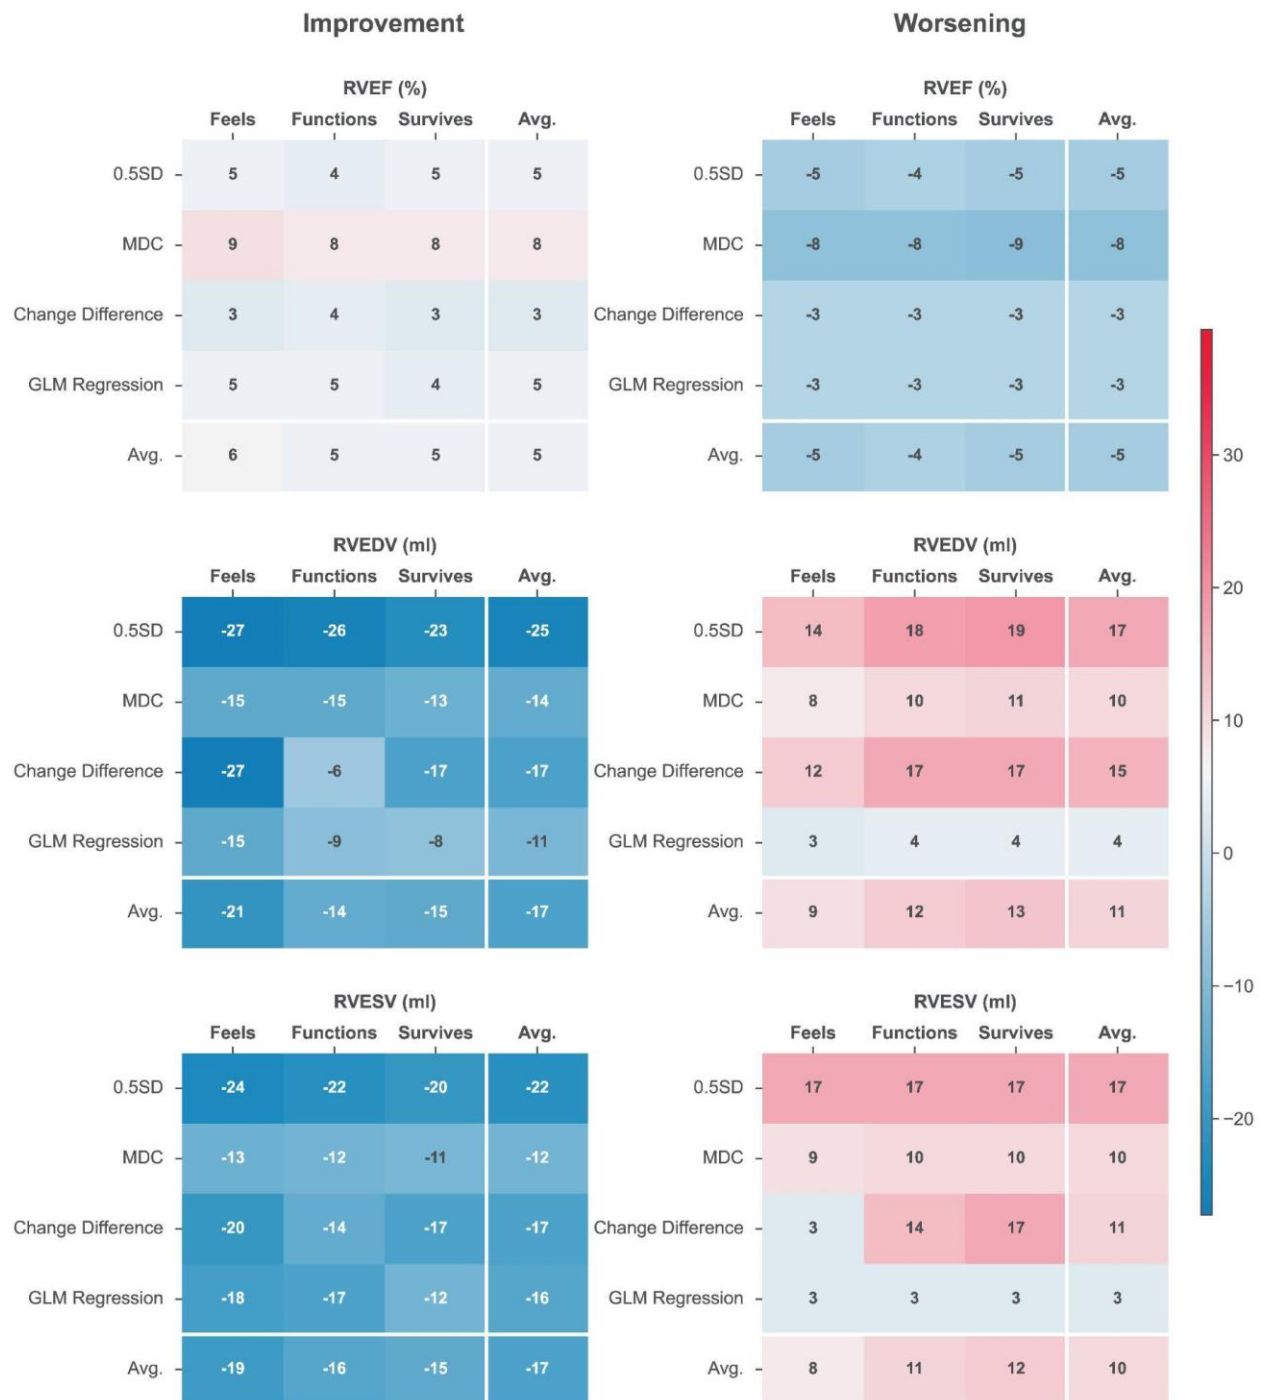 Improvement Worsening
RVEF (%) RVEF (%)
Feels Functions Survives Avg. Feels Functions Survives Avg.
0.5SD 5 4 5 5 0.5SD -5 -4 -5 -5
MDC 9 8 8 8 MDC -8 -8 -9 -8
Change Difference 3 4 3 3 Change Difference -3 -3 -3 -3
GLM Regression 5 5 4 5 GLM Regression -3 -3 -3 -3
Avg. 6 5 5 5 Avg. -5 -4 -5 -5
30
RVEDV (ml) RVEDV (ml)
Feels Functions Survives Avg. Feels Functions Survives Avg.
20
0.5SD -27 -26 -23 -25 0.5SD 14 18 19 17
MDC -15 -15 -13 -14 MDC 8 10 11 10
10
Change Difference -27 -6 -17 -17 Change Difference 12 17 17 15
GLM Regression -15 -9 -8 -11 GLM Regression 3 4 4 4
0
Avg. -21 -14 -15 -17 Avg. 9 12 13 11
−10
RVESV (ml) RVESV (ml)
Feels Functions Survives Avg. Feels Functions Survives Avg.
0.5SD -24 -22 -20 -22 0.5SD 17 17 17 17
−20
MDC -13 -12 -11 -12 MDC 9 10 10 10
Change Difference -20 -14 -17 -17 Change Difference 3 14 17 11
GLM Regression -18 -17 -12 -16 GLM Regression 3 3 3 3
Avg. -19 -16 -15 -17 Avg. 8 11 12 10